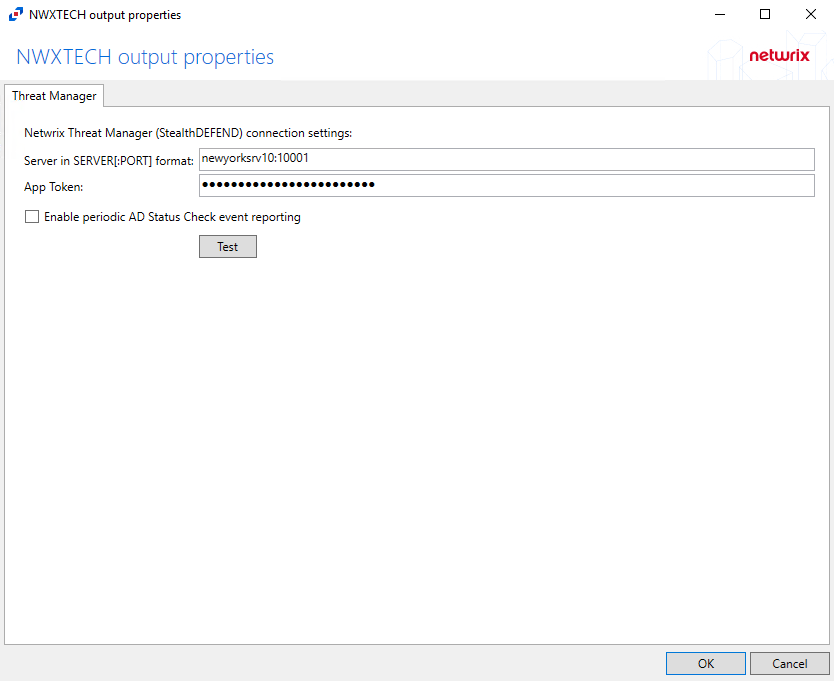 NWXTECH output properties
NWXTECH output properties
netwrix
Threat Manager
Netwrix Threat Manager (StealthDEFEND) connection settings:
Server in SERVER[:PORT] format: newyorksrv10:10001
App Token: ●●●●●●●●●●●●●●●●●●●●●●●●
Enable periodic AD Status Check event reporting
Test
OK Cancel